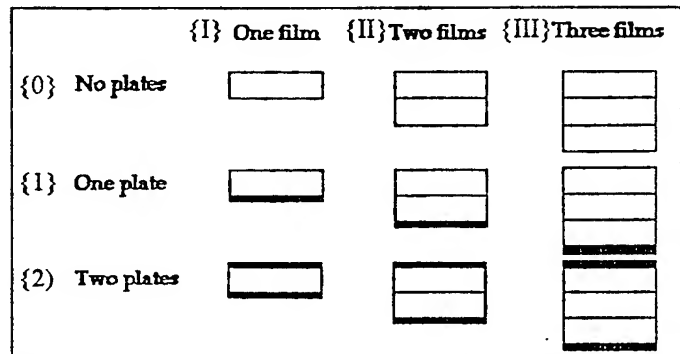 {I} One film {II} Two films {III} Three films
{0} No plates
{1} One plate
{2) Two plates